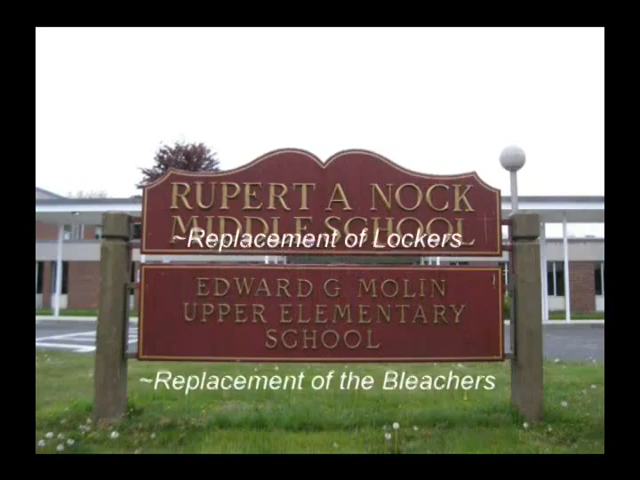 RUPERT A NOCK
MIDDLE SCHOOL
~Replacement of Lockers
EDWARD G MOLIN
UPPER ELEMENTARY
SCHOOL
~Replacement of the Bleachers